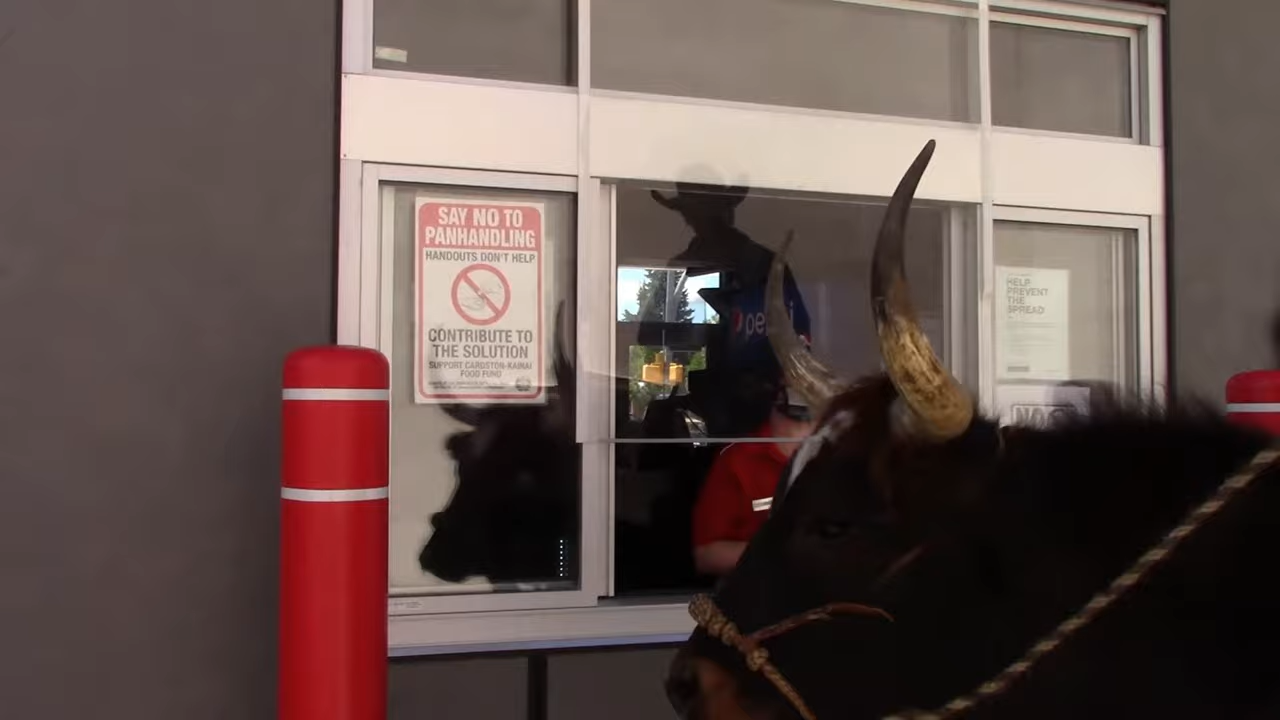 SAY NO TO
PANHANDLING
HANDOUTS DON'T HELP
CONTRIBUTE TO
THE SOLUTION
SUPPORT CARDSTON-KAINAI
FOOD FUND
pepsi
HELP
PREVENT
THE
SPREAD